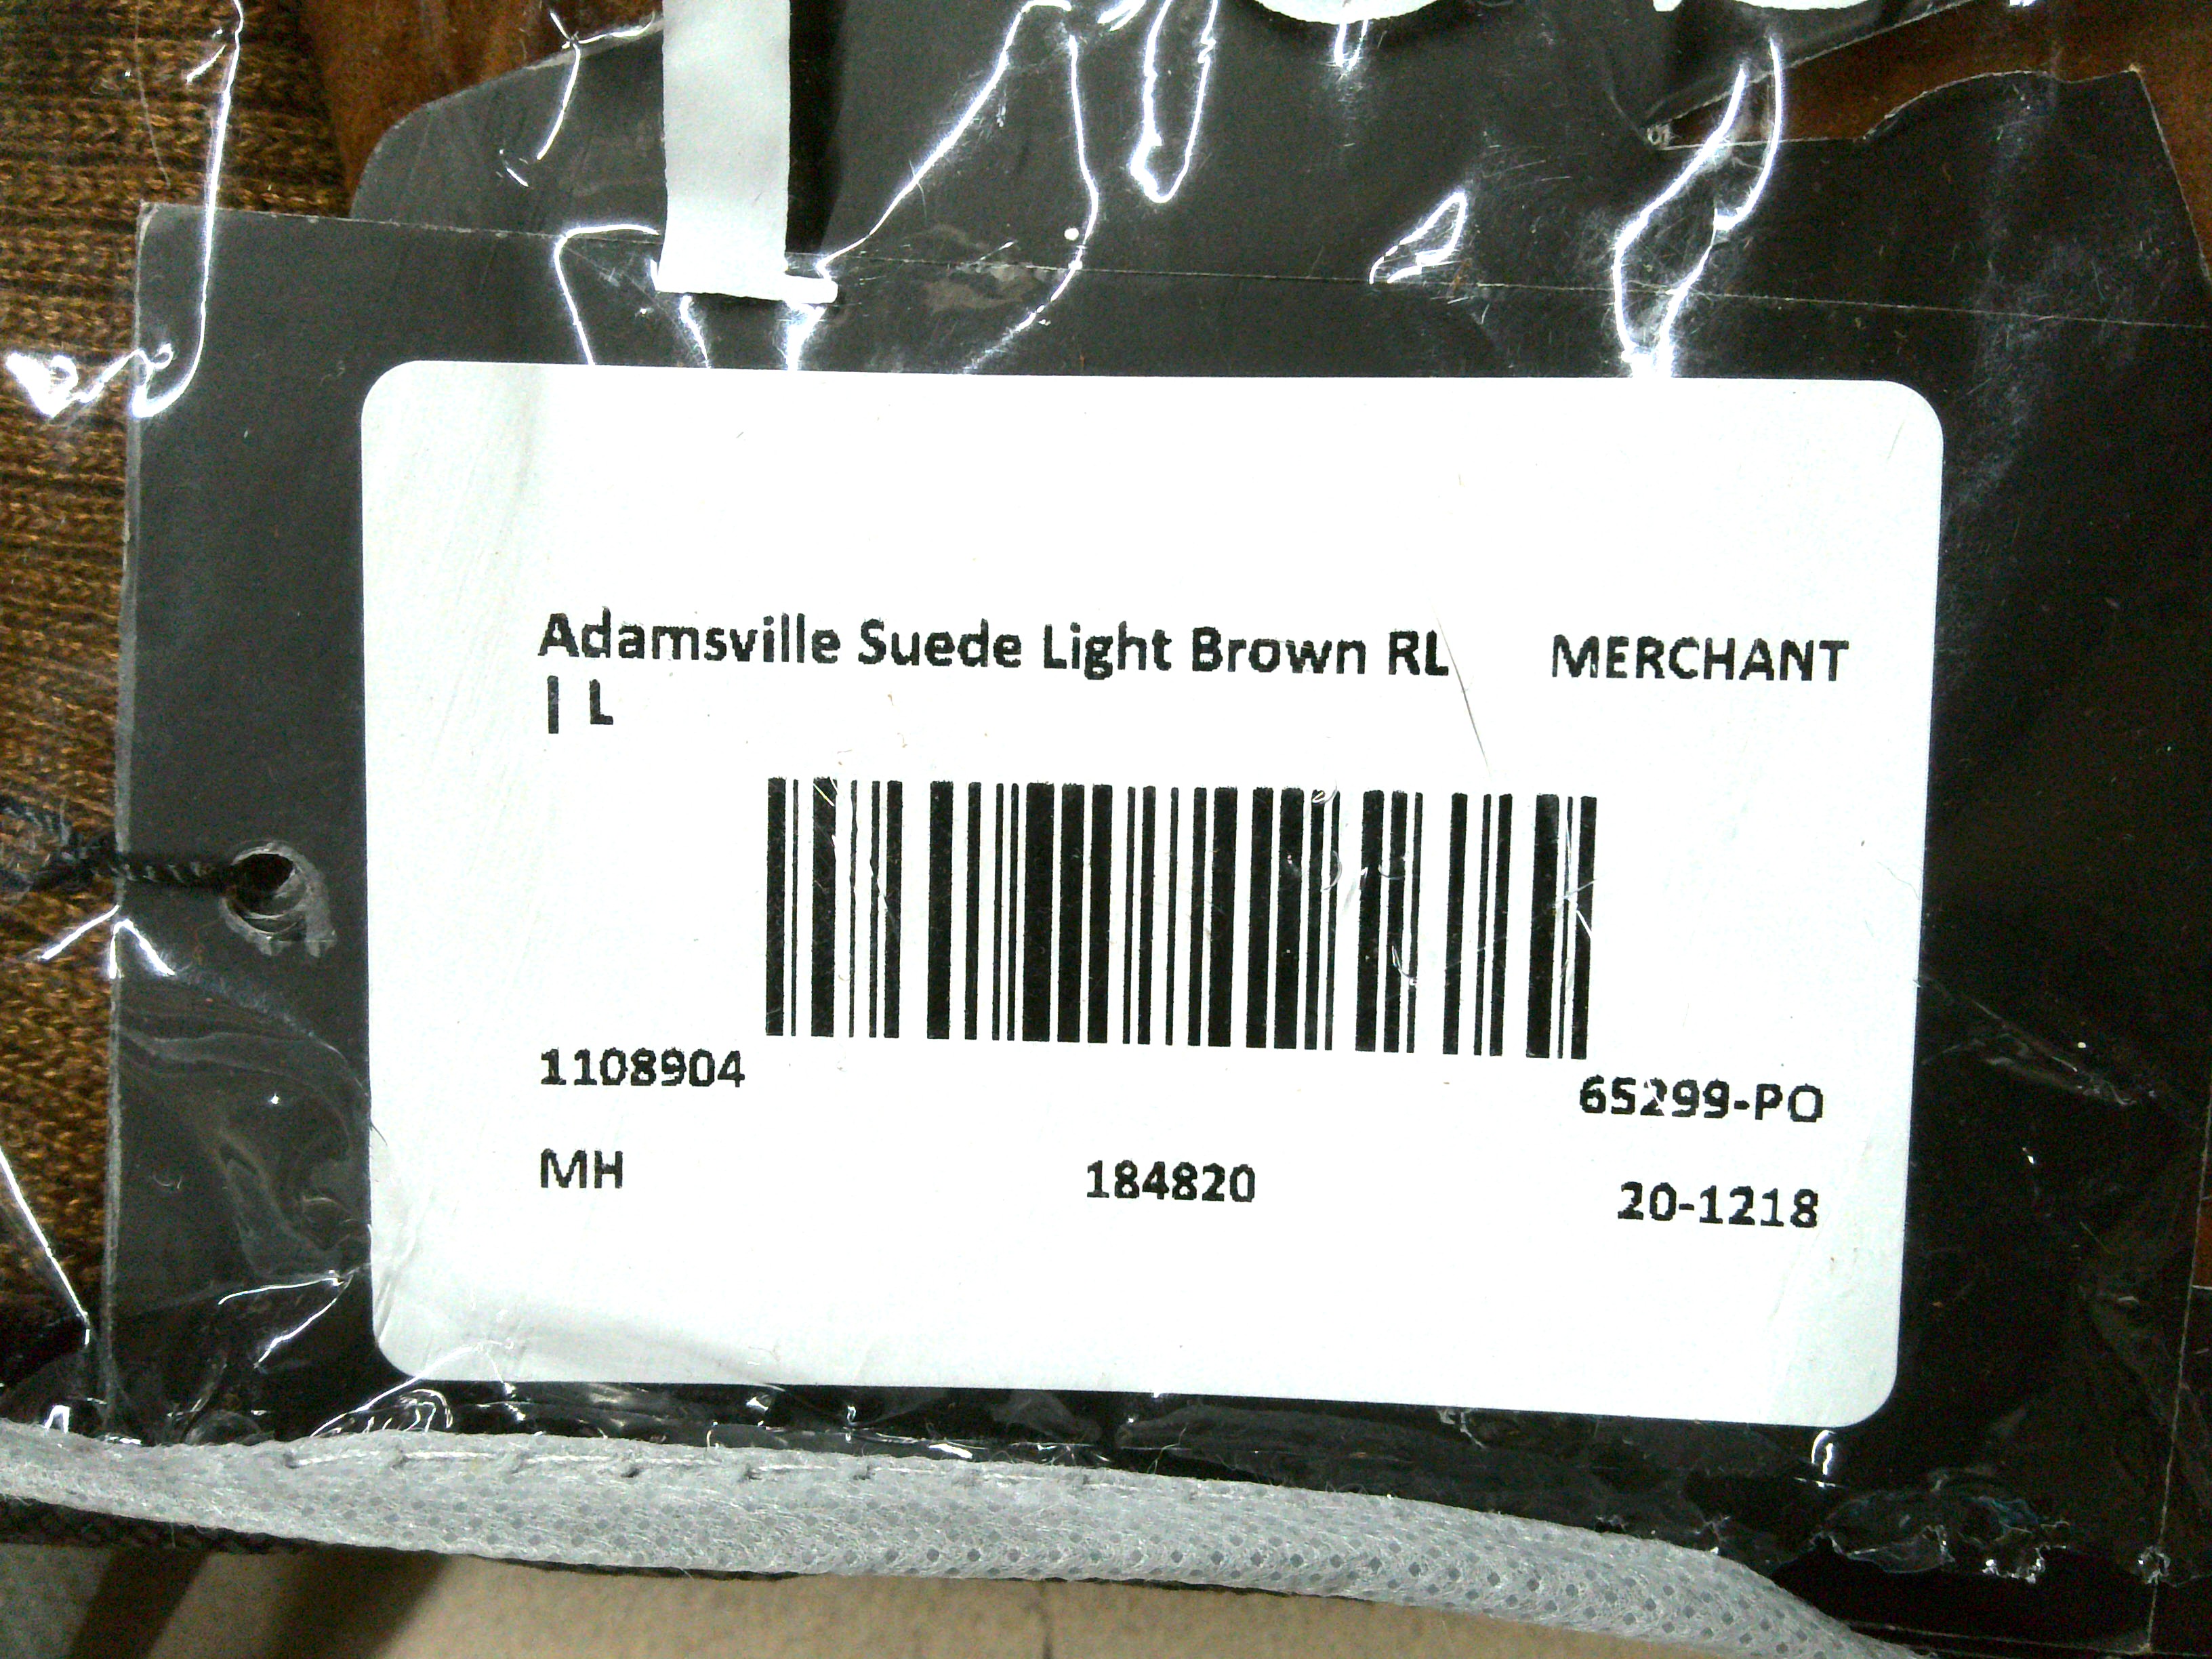 Adamsville Suede Light Brown RL MERCHANT
| L
1108904 65299-PO
MH 184820 20-1218